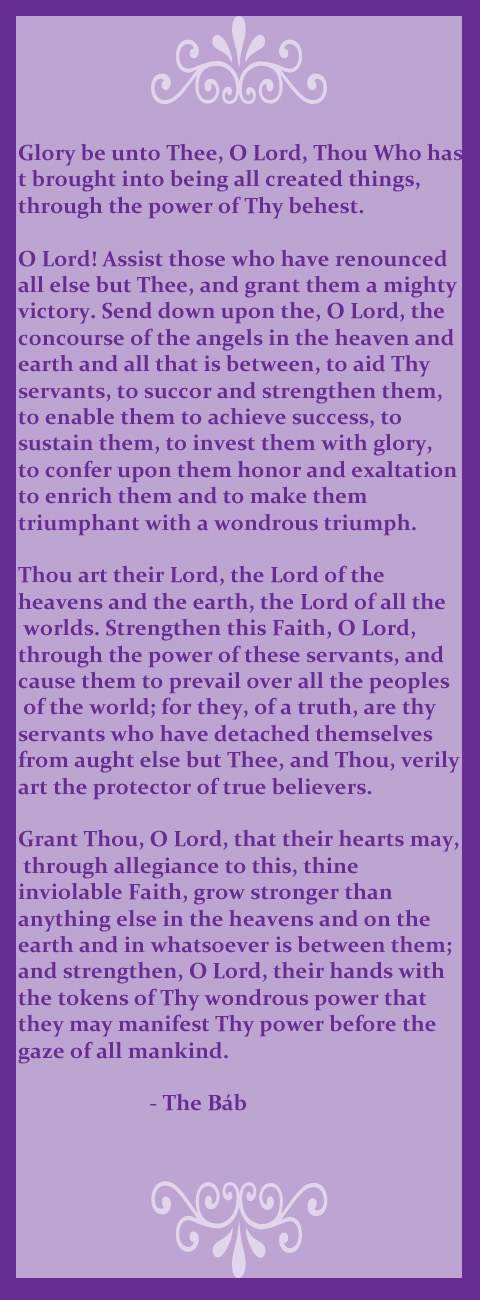 Glory be unto Thee, O Lord, Thou Who has
t brought into being all created things,
through the power of Thy behest.

O Lord! Assist those who have renounced
all else but Thee, and grant them a mighty
victory. Send down upon the, O Lord, the
concourse of the angels in the heaven and
earth and all that is between, to aid Thy
servants, to succor and strengthen them,
to enable them to achieve success, to
sustain them, to invest them with glory,
to confer upon them honor and exaltation
to enrich them and to make them
triumphant with a wondrous triumph.

Thou art their Lord, the Lord of the
heavens and the earth, the Lord of all the
worlds. Strengthen this Faith, O Lord,
through the power of these servants, and
cause them to prevail over all the peoples
of the world; for they, of a truth, are thy
servants who have detached themselves
from aught else but Thee, and Thou, verily
art the protector of true believers.

Grant Thou, O Lord, that their hearts may,
through allegiance to this, thine
inviolable Faith, grow stronger than
anything else in the heavens and on the
earth and in whatsoever is between them;
and strengthen, O Lord, their hands with
the tokens of Thy wondrous power that
they may manifest Thy power before the
gaze of all mankind.

- The Báb